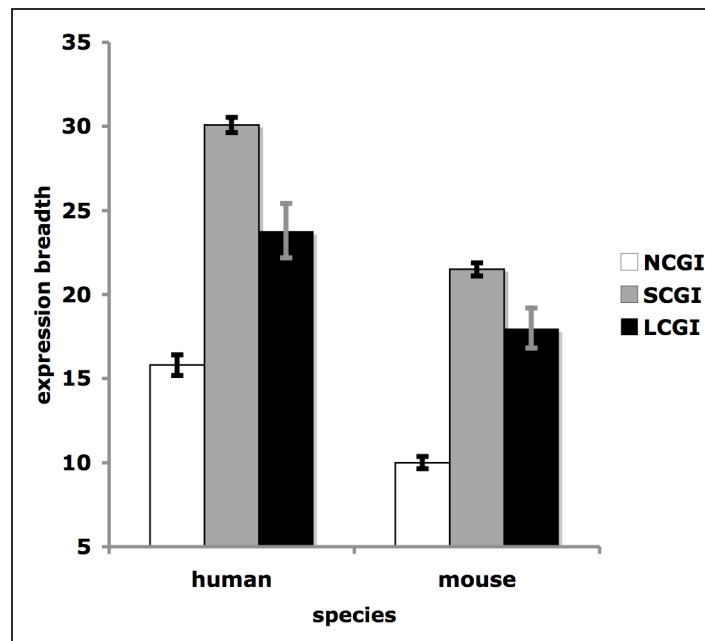 35
30
25
20
15
10
5
expression breadth
human mouse
species
NCGI
SCGI
LCGI